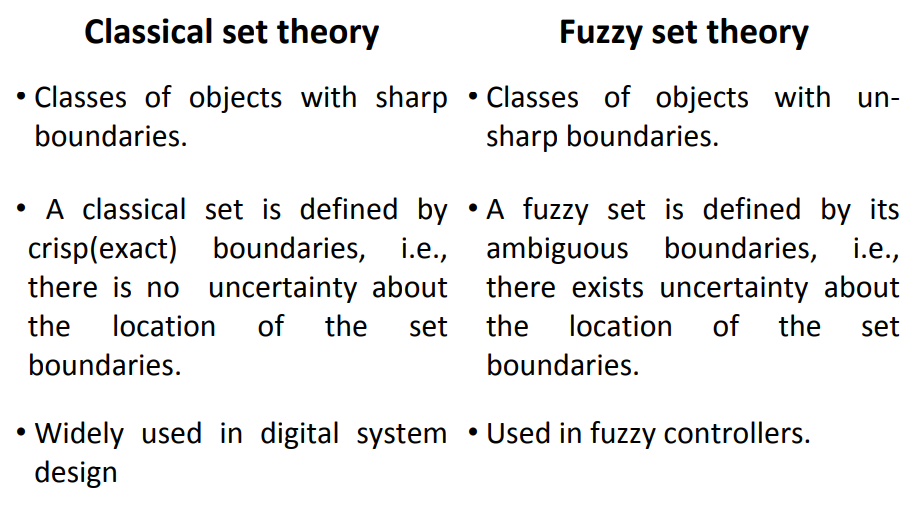 Classical set theory
• Classes of objects with sharp
boundaries.
• A classical set is defined by
crisp(exact) boundaries, i.e.,
there is no uncertainty about
the location of the set
boundaries.
• Widely used in digital system
design
Fuzzy set theory
• Classes of objects with un-
sharp boundaries.
• A fuzzy set is defined by its
ambiguous boundaries, i.e.,
there exists uncertainty about
the location of the set
boundaries.
• Used in fuzzy controllers.